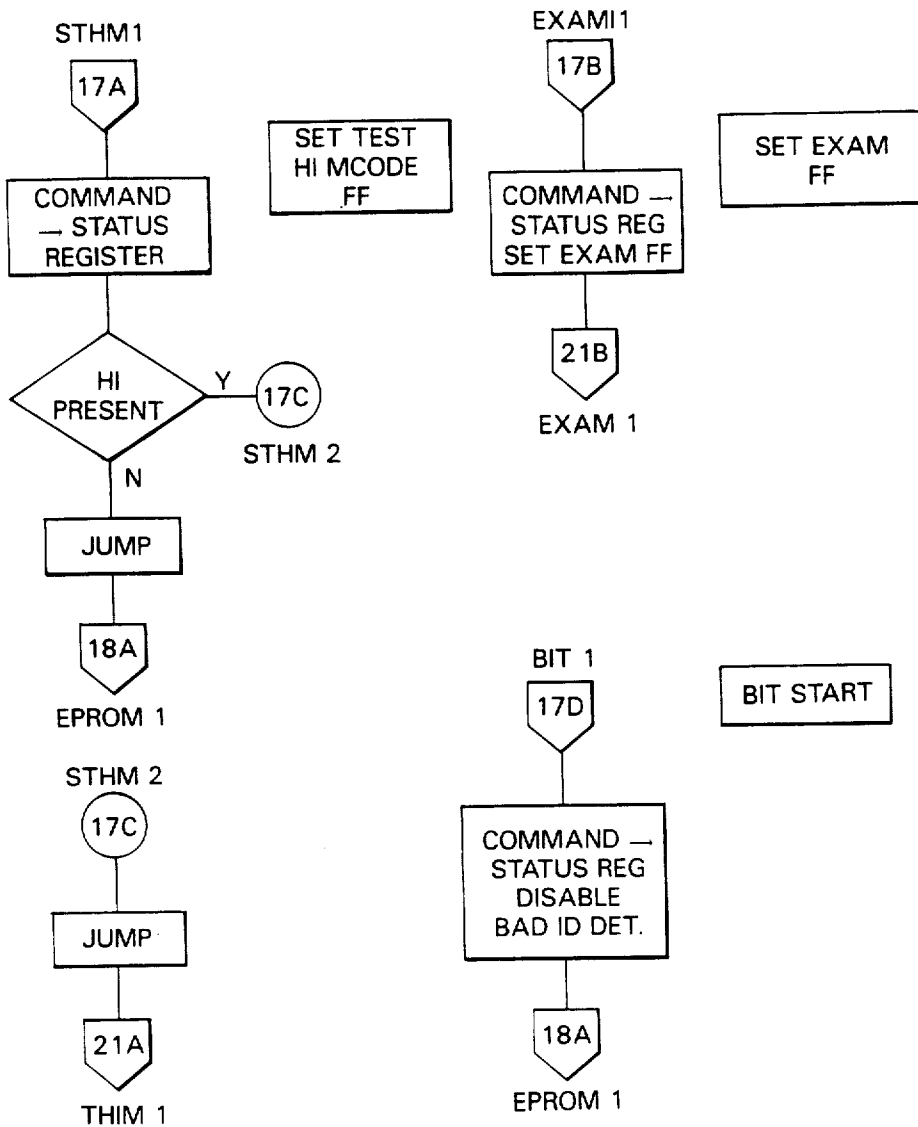 STHM1
17A
COMMAND
→ STATUS
REGISTER
HI
PRESENT
Y
17C
STHM 2
N
JUMP
18A
EPROM 1
STHM 2
17C
JUMP
21A
THIM 1
SET TEST
HI MCODE
FF
EXAMI1
17B
COMMAND →
STATUS REG
SET EXAM FF
21B
EXAM 1
SET EXAM
FF
BIT 1
17D
COMMAND →
STATUS REG
DISABLE
BAD ID DET.
18A
EPROM 1
BIT START